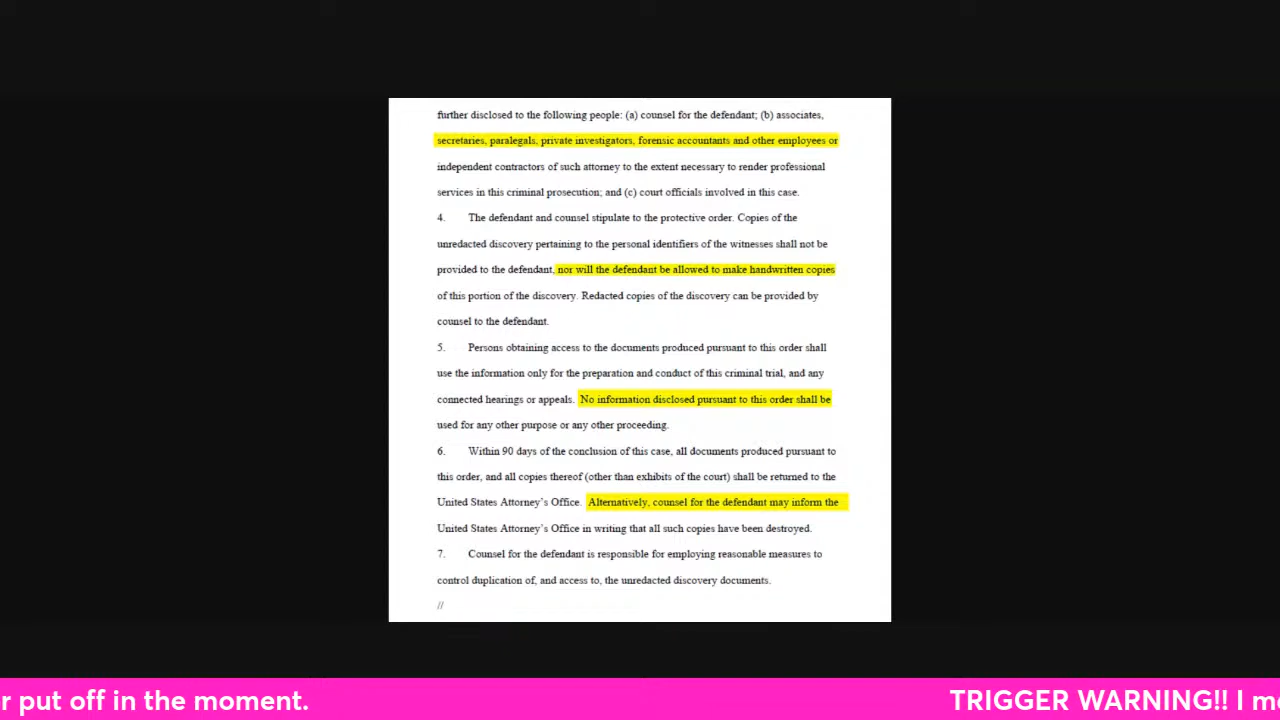 further disclosed to the following people: (a) counsel for the defendant; (b) associates,
secretaries, paralegals, private investigators, forensic accountants and other employees or
independent contractors of such attorney to the extent necessary to render professional
services in this criminal prosecution; and (c) court officials involved in this case.
4. The defendant and counsel stipulate to the protective order. Copies of the
unredacted discovery pertaining to the personal identifiers of the witnesses shall not be
provided to the defendant, nor will the defendant be allowed to make handwritten copies
of this portion of the discovery. Redacted copies of the discovery can be provided by
counsel to the defendant.
5. Persons obtaining access to the documents produced pursuant to this order shall
use the information only for the preparation and conduct of this criminal trial, and any
connected hearings or appeals. No information disclosed pursuant to this order shall be
used for any other purpose or any other proceeding.
6. Within 90 days of the conclusion of this case, all documents produced pursuant to
this order, and all copies thereof (other than exhibits of the court) shall be returned to the
United States Attorney's Office. Alternatively, counsel for the defendant may inform the
United States Attorney's Office in writing that all such copies have been destroyed.
7. Counsel for the defendant is responsible for employing reasonable measures to
control duplication of, and access to, the unredacted discovery documents.
//
r put off in the moment. TRIGGER WARNING!! I m